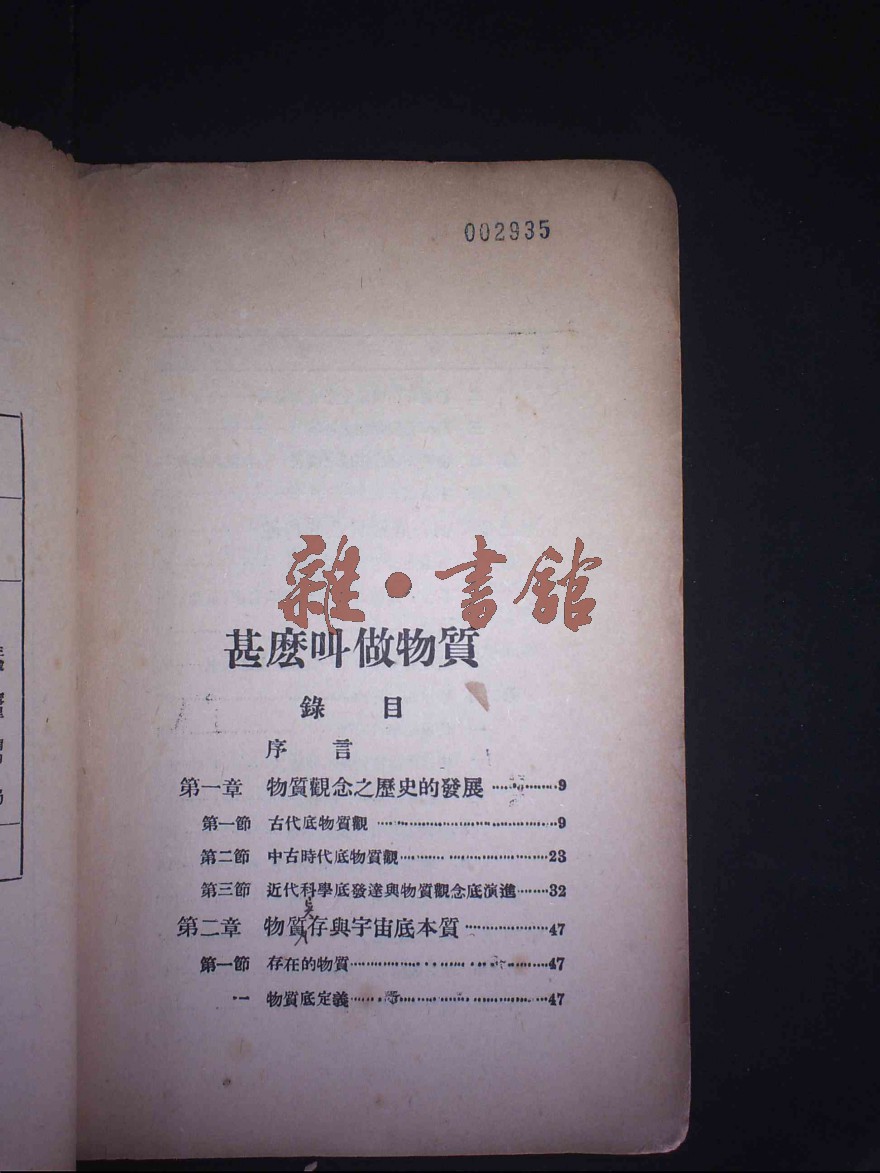 002935
雜·書館
甚麽叫做物質
錄 目
序 言
第一章 物質觀念之歷史的發展………………9
第一節 古代底物質觀………………9
第二節 中古時代底物質觀………………23
第三節 近代科學底發達與物質觀念底演進……32
第二章 物質存與宇宙底本質………………47
第一節 存在的物質………………47
一 物質底定義………………47